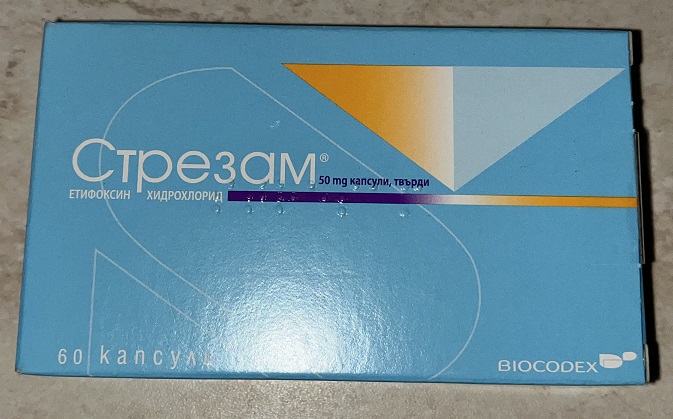 Стрезам®
50 mg капсули, твърди
ЕТИФОКСИН ХИДРОХЛОРИД
60 капсули
BIOCODEX